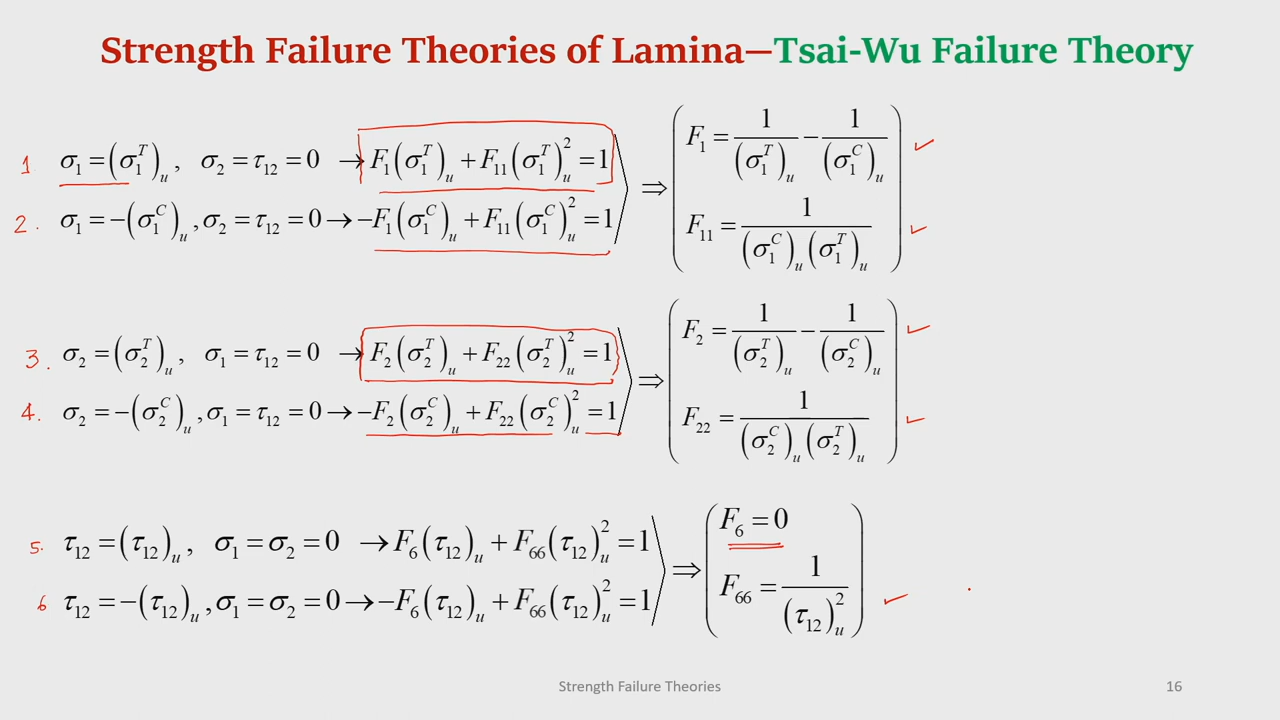 Strength Failure Theories of Lamina—Tsai-Wu Failure Theory
1. σ₁ = (σ₁ᵀ)ᵤ , σ₂ = τ₁₂ = 0 → F₁(σ₁ᵀ)ᵤ + F₁₁(σ₁ᵀ)ᵤ² = 1
2. σ₁ = −(σ₁ᶜ)ᵤ , σ₂ = τ₁₂ = 0 → −F₁(σ₁ᶜ)ᵤ + F₁₁(σ₁ᶜ)ᵤ² = 1
⇒ F₁ = 1/(σ₁ᵀ)ᵤ − 1/(σ₁ᶜ)ᵤ
F₁₁ = 1/(σ₁ᶜ)ᵤ(σ₁ᵀ)ᵤ
3. σ₂ = (σ₂ᵀ)ᵤ , σ₁ = τ₁₂ = 0 → F₂(σ₂ᵀ)ᵤ + F₂₂(σ₂ᵀ)ᵤ² = 1
4. σ₂ = −(σ₂ᶜ)ᵤ , σ₁ = τ₁₂ = 0 → −F₂(σ₂ᶜ)ᵤ + F₂₂(σ₂ᶜ)ᵤ² = 1
⇒ F₂ = 1/(σ₂ᵀ)ᵤ − 1/(σ₂ᶜ)ᵤ
F₂₂ = 1/(σ₂ᶜ)ᵤ(σ₂ᵀ)ᵤ
5. τ₁₂ = (τ₁₂)ᵤ , σ₁ = σ₂ = 0 → F₆(τ₁₂)ᵤ + F₆₆(τ₁₂)ᵤ² = 1
6 τ₁₂ = −(τ₁₂)ᵤ , σ₁ = σ₂ = 0 → −F₆(τ₁₂)ᵤ + F₆₆(τ₁₂)ᵤ² = 1
⇒ F₆ = 0
F₆₆ = 1/(τ₁₂)ᵤ²
Strength Failure Theories
16